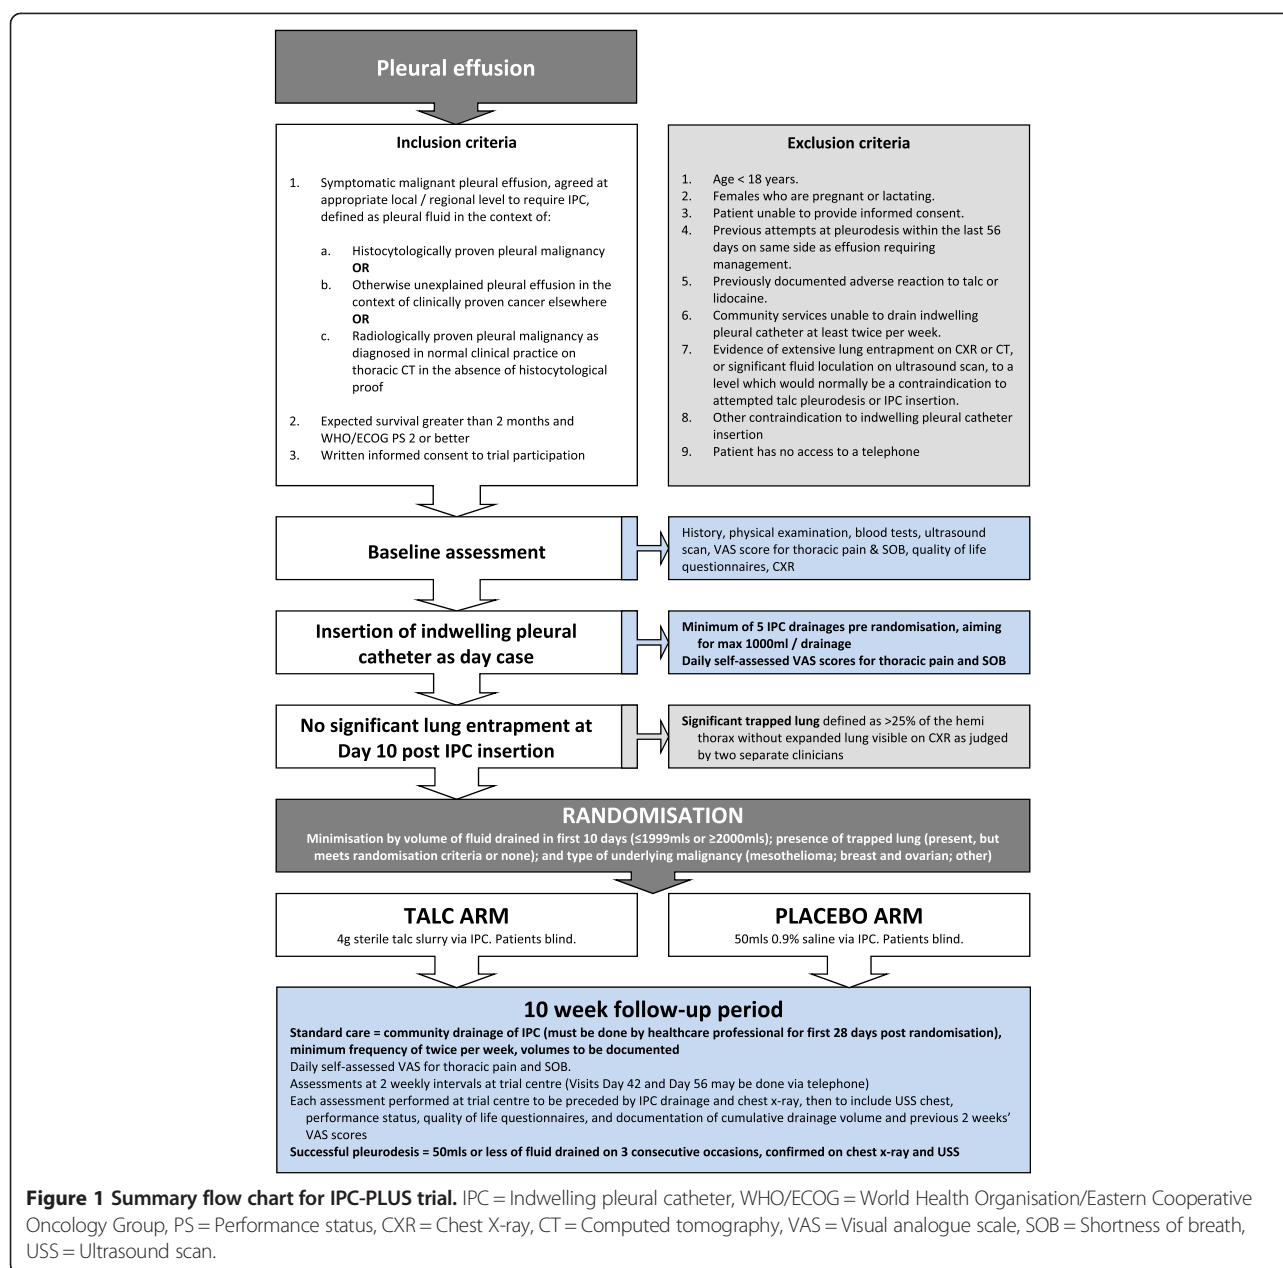 Pleural effusion
Inclusion criteria
1. Symptomatic malignant pleural effusion, agreed at
appropriate local / regional level to require IPC,
defined as pleural fluid in the context of:
a. Histocytologically proven pleural malignancy
OR
b. Otherwise unexplained pleural effusion in the
context of clinically proven cancer elsewhere
OR
c. Radiologically proven pleural malignancy as
diagnosed in normal clinical practice on
thoracic CT in the absence of histocytological
proof
2. Expected survival greater than 2 months and
WHO/ECOG PS 2 or better
3. Written informed consent to trial participation
Exclusion criteria
1. Age < 18 years.
2. Females who are pregnant or lactating.
3. Patient unable to provide informed consent.
4. Previous attempts at pleurodesis within the last 56
days on same side as effusion requiring
management.
5. Previously documented adverse reaction to talc or
lidocaine.
6. Community services unable to drain indwelling
pleural catheter at least twice per week.
7. Evidence of extensive lung entrapment on CXR or CT,
or significant fluid loculation on ultrasound scan, to a
level which would normally be a contraindication to
attempted talc pleurodesis or IPC insertion.
8. Other contraindication to indwelling pleural catheter
insertion
9. Patient has no access to a telephone
Baseline assessment
History, physical examination, blood tests, ultrasound
scan, VAS score for thoracic pain & SOB, quality of life
questionnaires, CXR
Insertion of indwelling pleural
catheter as day case
Minimum of 5 IPC drainages pre randomisation, aiming
for max 1000ml / drainage
Daily self-assessed VAS scores for thoracic pain and SOB
No significant lung entrapment at
Day 10 post IPC insertion
Significant trapped lung defined as >25% of the hemi
thorax without expanded lung visible on CXR as judged
by two separate clinicians
RANDOMISATION
Minimisation by volume of fluid drained in first 10 days (≤1999mls or ≥2000mls); presence of trapped lung (present, but
meets randomisation criteria or none); and type of underlying malignancy (mesothelioma; breast and ovarian; other)
TALC ARM
4g sterile talc slurry via IPC. Patients blind.
PLACEBO ARM
50mls 0.9% saline via IPC. Patients blind.
10 week follow-up period
Standard care = community drainage of IPC (must be done by healthcare professional for first 28 days post randomisation),
minimum frequency of twice per week, volumes to be documented
Daily self-assessed VAS for thoracic pain and SOB.
Assessments at 2 weekly intervals at trial centre (Visits Day 42 and Day 56 may be done via telephone)
Each assessment performed at trial centre to be preceded by IPC drainage and chest x-ray, then to include USS chest,
performance status, quality of life questionnaires, and documentation of cumulative drainage volume and previous 2 weeks'
VAS scores
Successful pleurodesis = 50mls or less of fluid drained on 3 consecutive occasions, confirmed on chest x-ray and USS
Figure 1 Summary flow chart for IPC-PLUS trial. IPC = Indwelling pleural catheter, WHO/ECOG = World Health Organisation/Eastern Cooperative
Oncology Group, PS = Performance status, CXR = Chest X-ray, CT = Computed tomography, VAS = Visual analogue scale, SOB = Shortness of breath,
USS = Ultrasound scan.